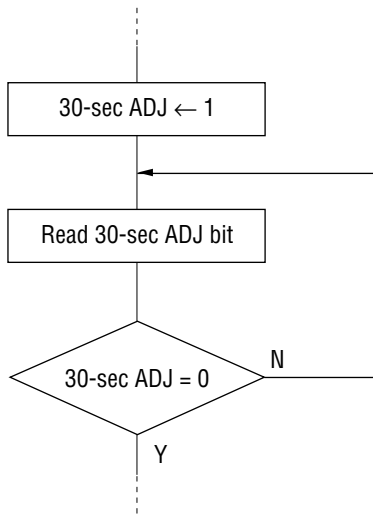 30-sec ADJ ← 1
Read 30-sec ADJ bit
30-sec ADJ = 0
N
Y